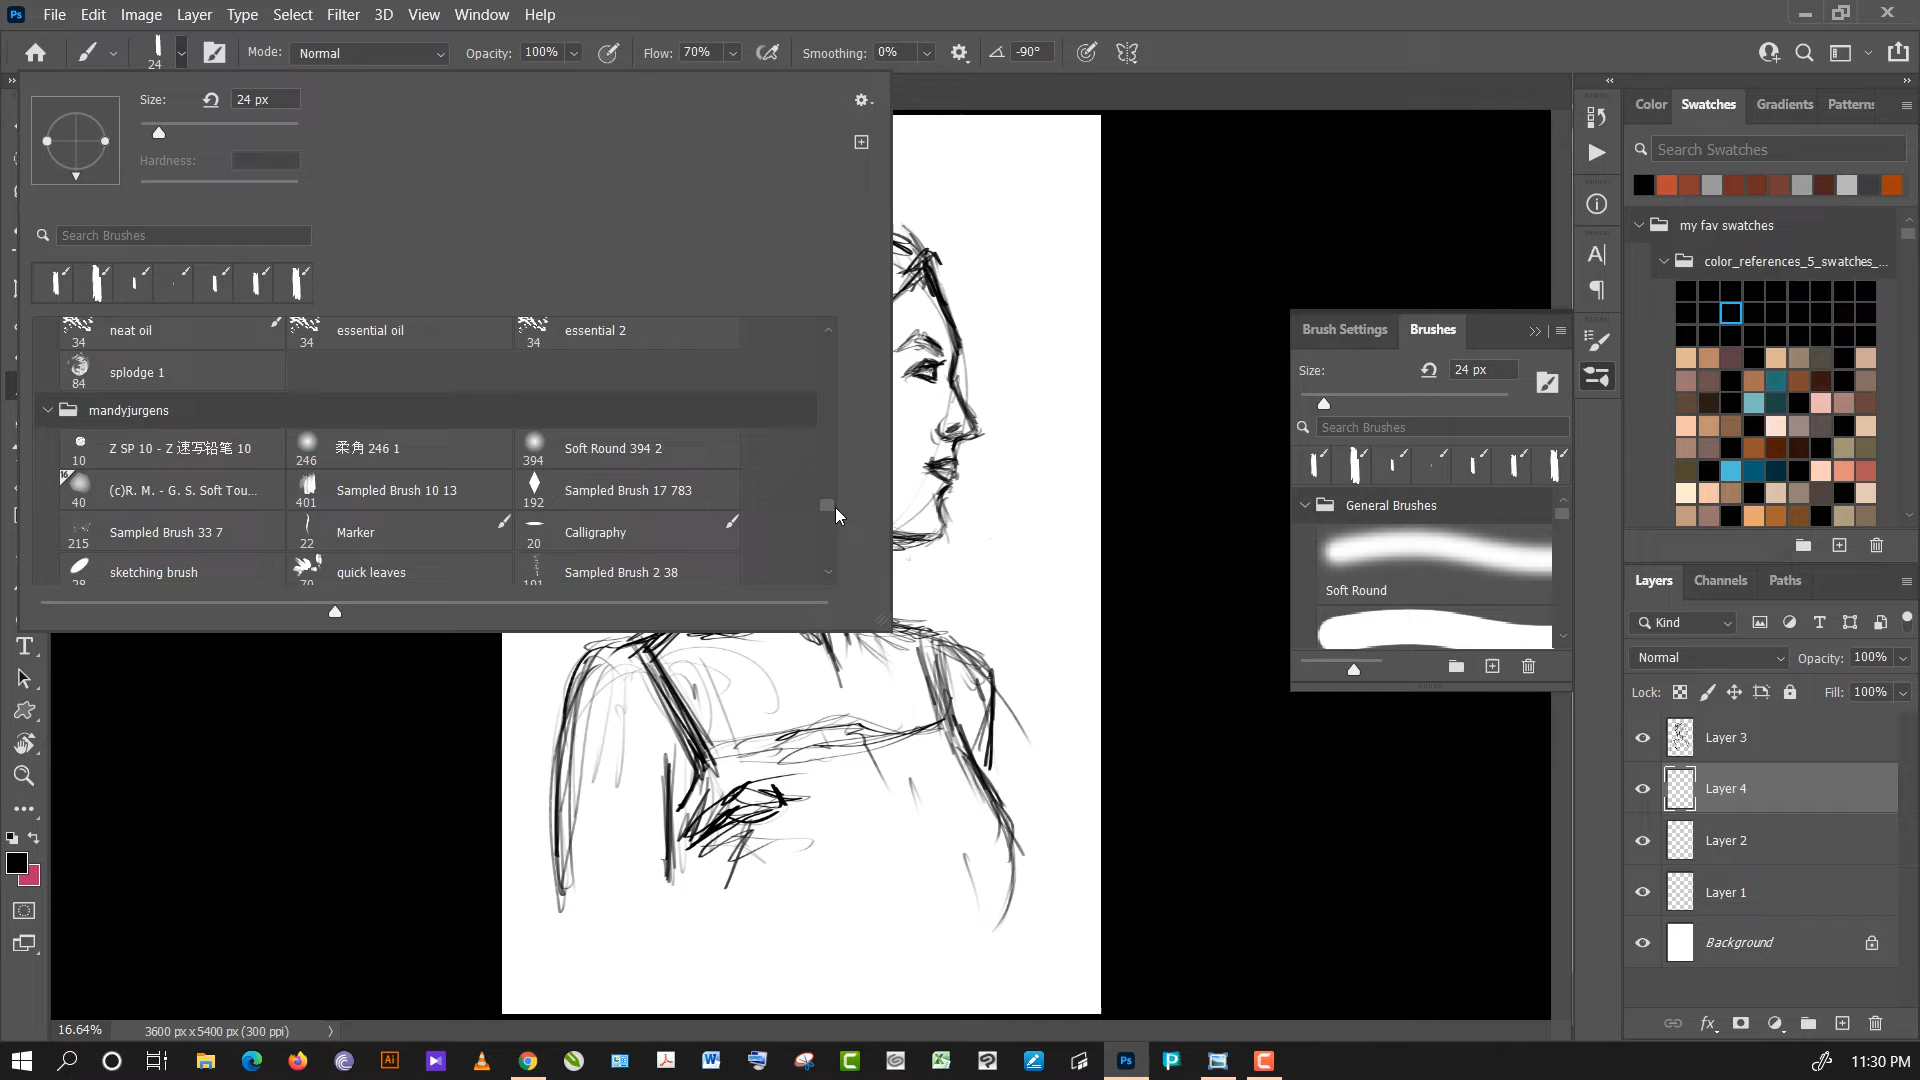 Ps File Edit Image Layer Type Select Filter 3D View Window Help
24 Mode: Normal Opacity: 100% Flow: 70% Smoothing: 0% -90°
Size: 24 px
Hardness:
Search Brushes
neat oil
34
essential oil
34
essential 2
34
splodge 1
84
mandyjurgens
Z SP 10 - Z 速写铅笔 10
10
柔角 246 1
246
Soft Round 394 2
394
(c)R. M. - G. S. Soft Tou...
40
Sampled Brush 10 13
401
Sampled Brush 17 783
192
Sampled Brush 33 7
215
Marker
22
Calligraphy
20
sketching brush
28
quick leaves
70
Sampled Brush 2 38
191
Brush Settings Brushes
Size: 24 px
Search Brushes
General Brushes
Soft Round
Color Swatches Gradients Patterns
Search Swatches
my fav swatches
color_references_5_swatches_...
Layers Channels Paths
Kind
Normal Opacity: 100%
Lock: Fill: 100%
Layer 3
Layer 4
Layer 2
Layer 1
Background
fx
16.64% 3600 px x 5400 px (300 ppi)
11:30 PM